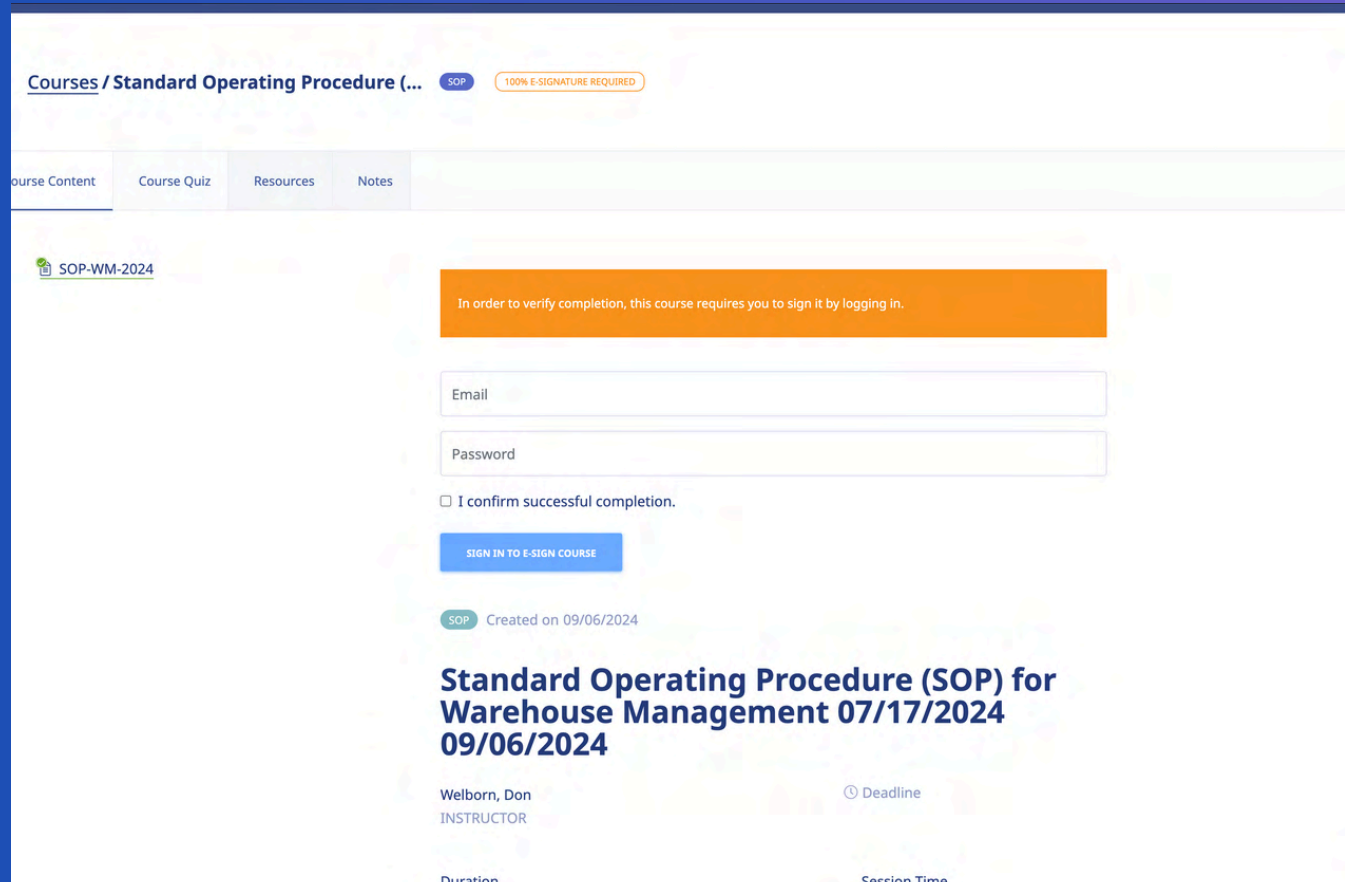 Courses / Standard Operating Procedure (...
SOP
100% E-SIGNATURE REQUIRED
ourse Content
Course Quiz
Resources
Notes
SOP-WM-2024
In order to verify completion, this course requires you to sign it by logging in.
Email
Password
I confirm successful completion.
SIGN IN TO E-SIGN COURSE
SOP Created on 09/06/2024
Standard Operating Procedure (SOP) for
Warehouse Management 07/17/2024
09/06/2024
Welborn, Don
Deadline
INSTRUCTOR
Duration
Session Time